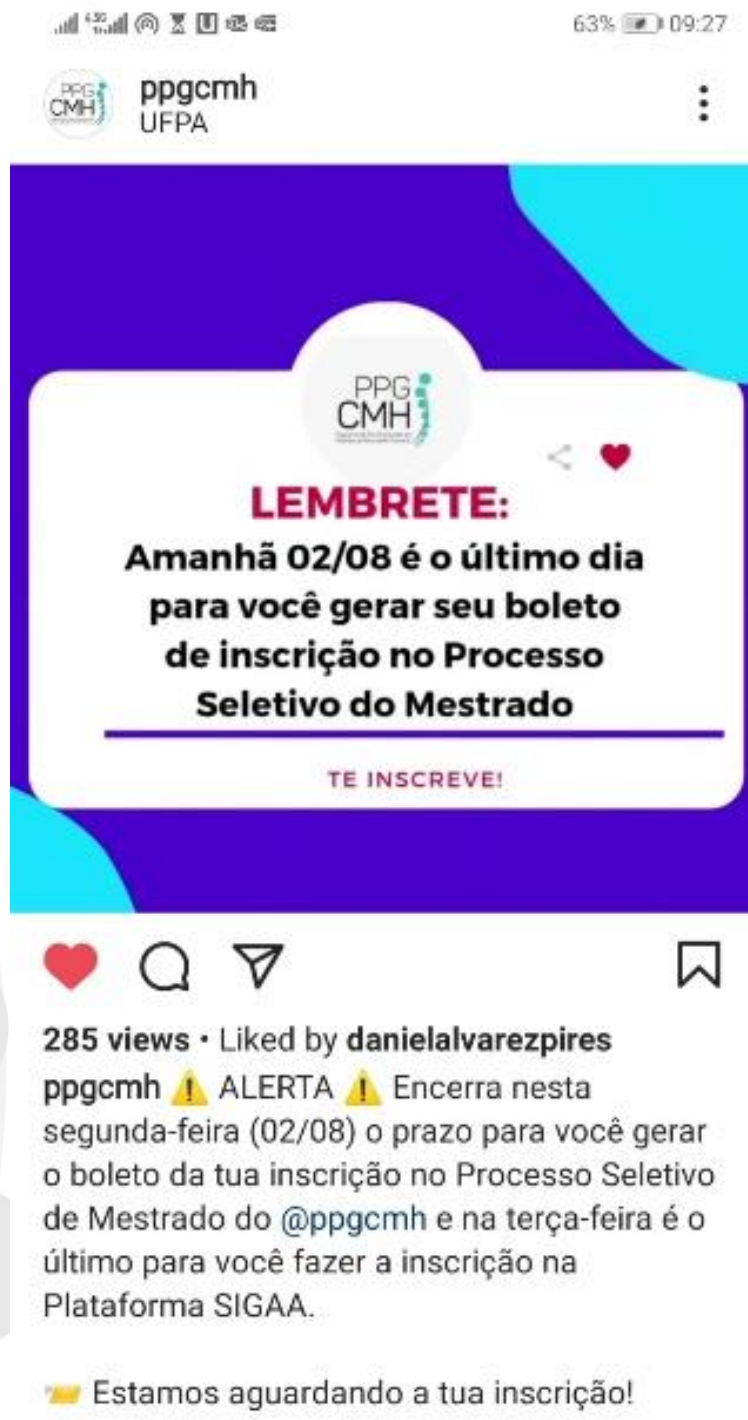 63% 09:27
ppgcmh
UFPA
PPG
CMH
PPG
CMH
LEMBRETE:
Amanhã 02/08 é o último dia
para você gerar seu boleto
de inscrição no Processo
Seletivo do Mestrado
TE INSCREVE!
285 views • Liked by danielalvarezpires
ppgcmh ⚠️ ALERTA ⚠️ Encerra nesta
segunda-feira (02/08) o prazo para você gerar
o boleto da tua inscrição no Processo Seletivo
de Mestrado do @ppgcmh e na terça-feira é o
último para você fazer a inscrição na
Plataforma SIGAA.
Estamos aguardando a tua inscrição!